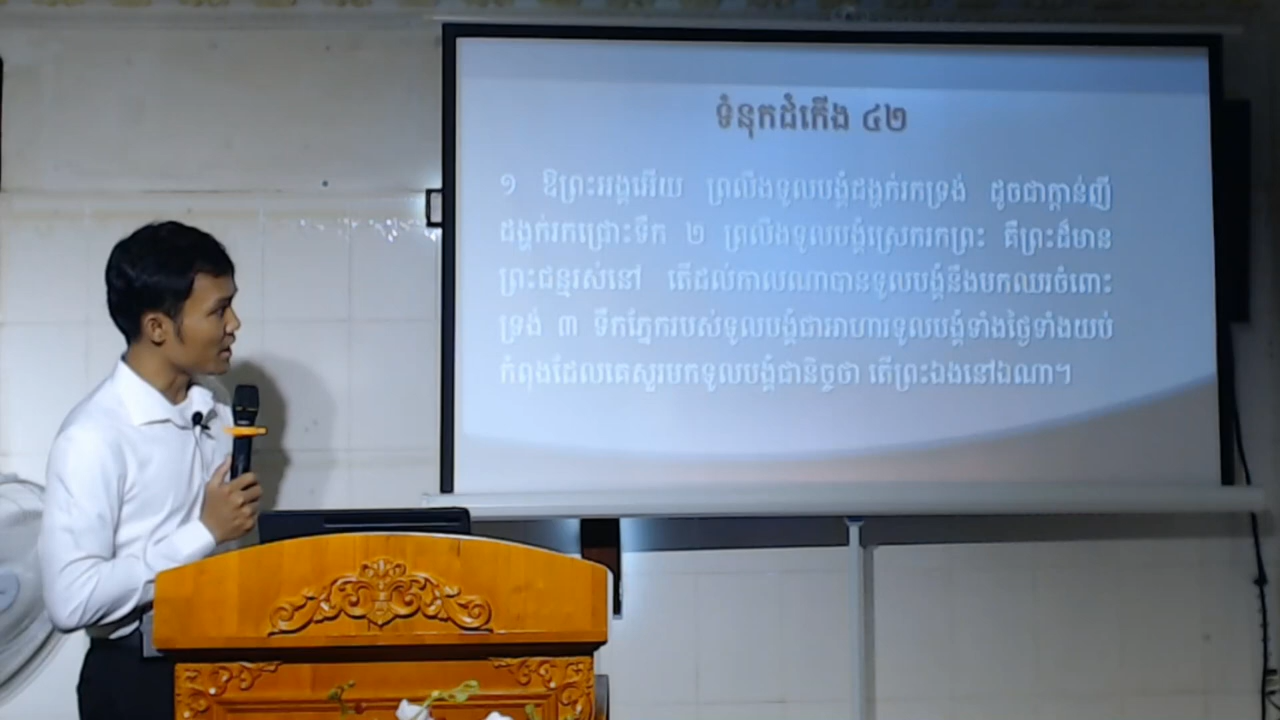 ទំនុកដំកើង ៤២
១ ឱព្រះអង្គអើយ ព្រលឹងទូលបង្គំដង្ហក់រកទ្រង់ ដូចជាក្តាន់ញី
ដង្ហក់រកជ្រោះទឹក ២ ព្រលឹងទូលបង្គំស្រេករកព្រះ គឺព្រះដ៏មាន
ព្រះជន្មរស់នៅ តើដល់កាលណាបានទូលបង្គំនឹងមកឈរចំពោះ
ទ្រង់ ៣ ទឹកភ្នែករបស់ទូលបង្គំជាអាហារទូលបង្គំទាំងថ្ងៃទាំងយប់
កំពុងដែលគេសួរមកទូលបង្គំជានិច្ចថា តើព្រះឯងនៅឯណា។